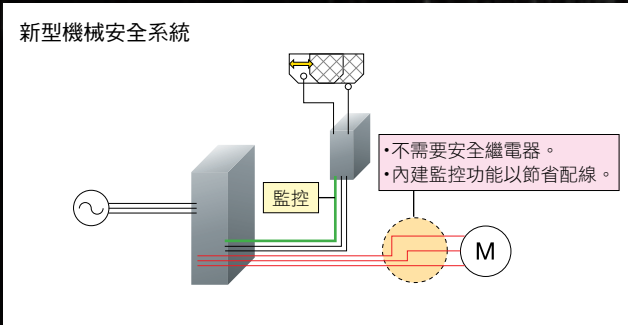 新型機械安全系統
•不需要安全繼電器。
•內建監控功能以節省配線。
監控
M